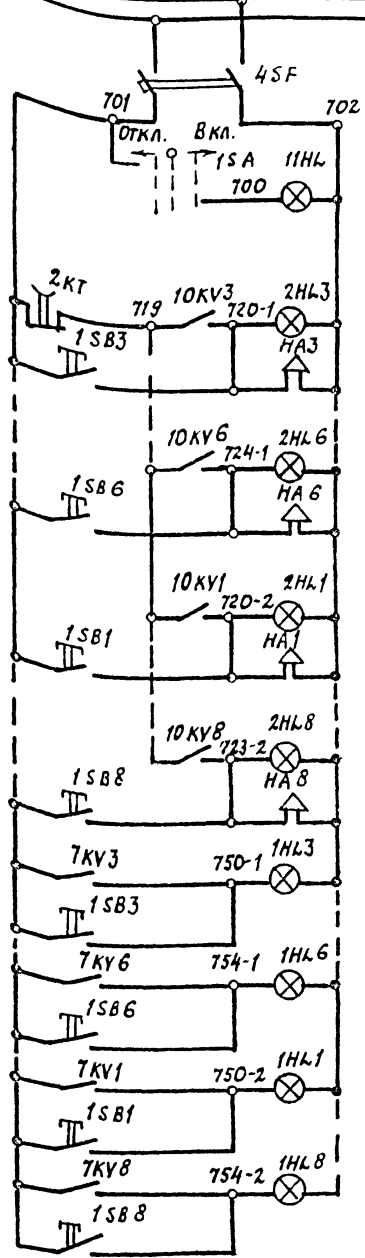 4SF
701
702
Откл.
Вкл.
1SA
700
11HL
2КТ
719
10KV3
720-1
2HL3
1SB3
HA3
10KV6
724-1
2HL6
1SB6
HA6
10KV1
720-2
2HL1
1SB1
HA1
10KV8
723-2
2HL8
1SB8
HA8
7KV3
750-1
1HL3
1SB3
7KV6
754-1
1HL6
1SB6
7KV1
750-2
1HL1
1SB1
7KV8
754-2
1HL8
1SB8